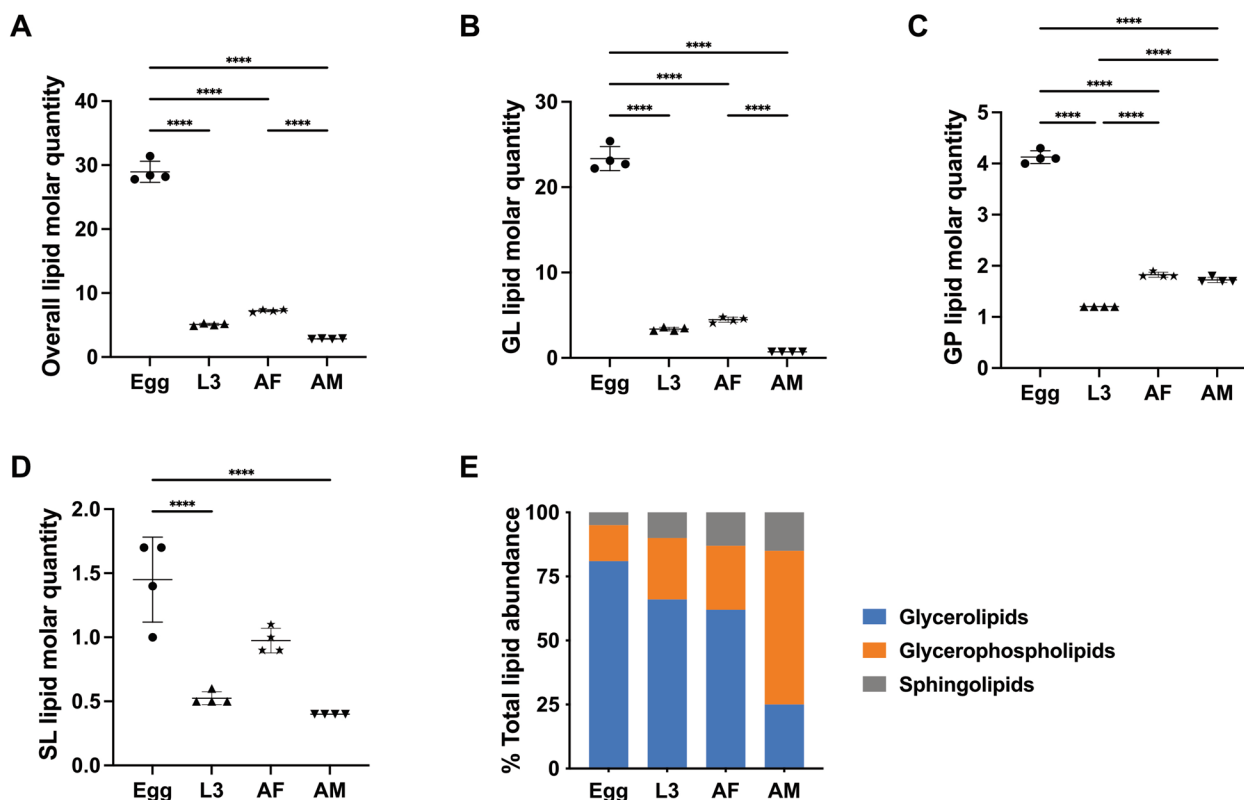 A
Overall lipid molar quantity
40
30
20
10
0
****
****
****
****
Egg L3 AF AM
B
GL lipid molar quantity
30
20
10
0
****
****
****
****
Egg L3 AF AM
C
GP lipid molar quantity
5
4
3
2
1
0
****
****
****
**** ****
Egg L3 AF AM
D
SL lipid molar quantity
2.0
1.5
1.0
0.5
0.0
****
****
Egg L3 AF AM
E
% Total lipid abundance
100
75
50
25
0
Egg L3 AF AM
Glycerolipids
Glycerophospholipids
Sphingolipids